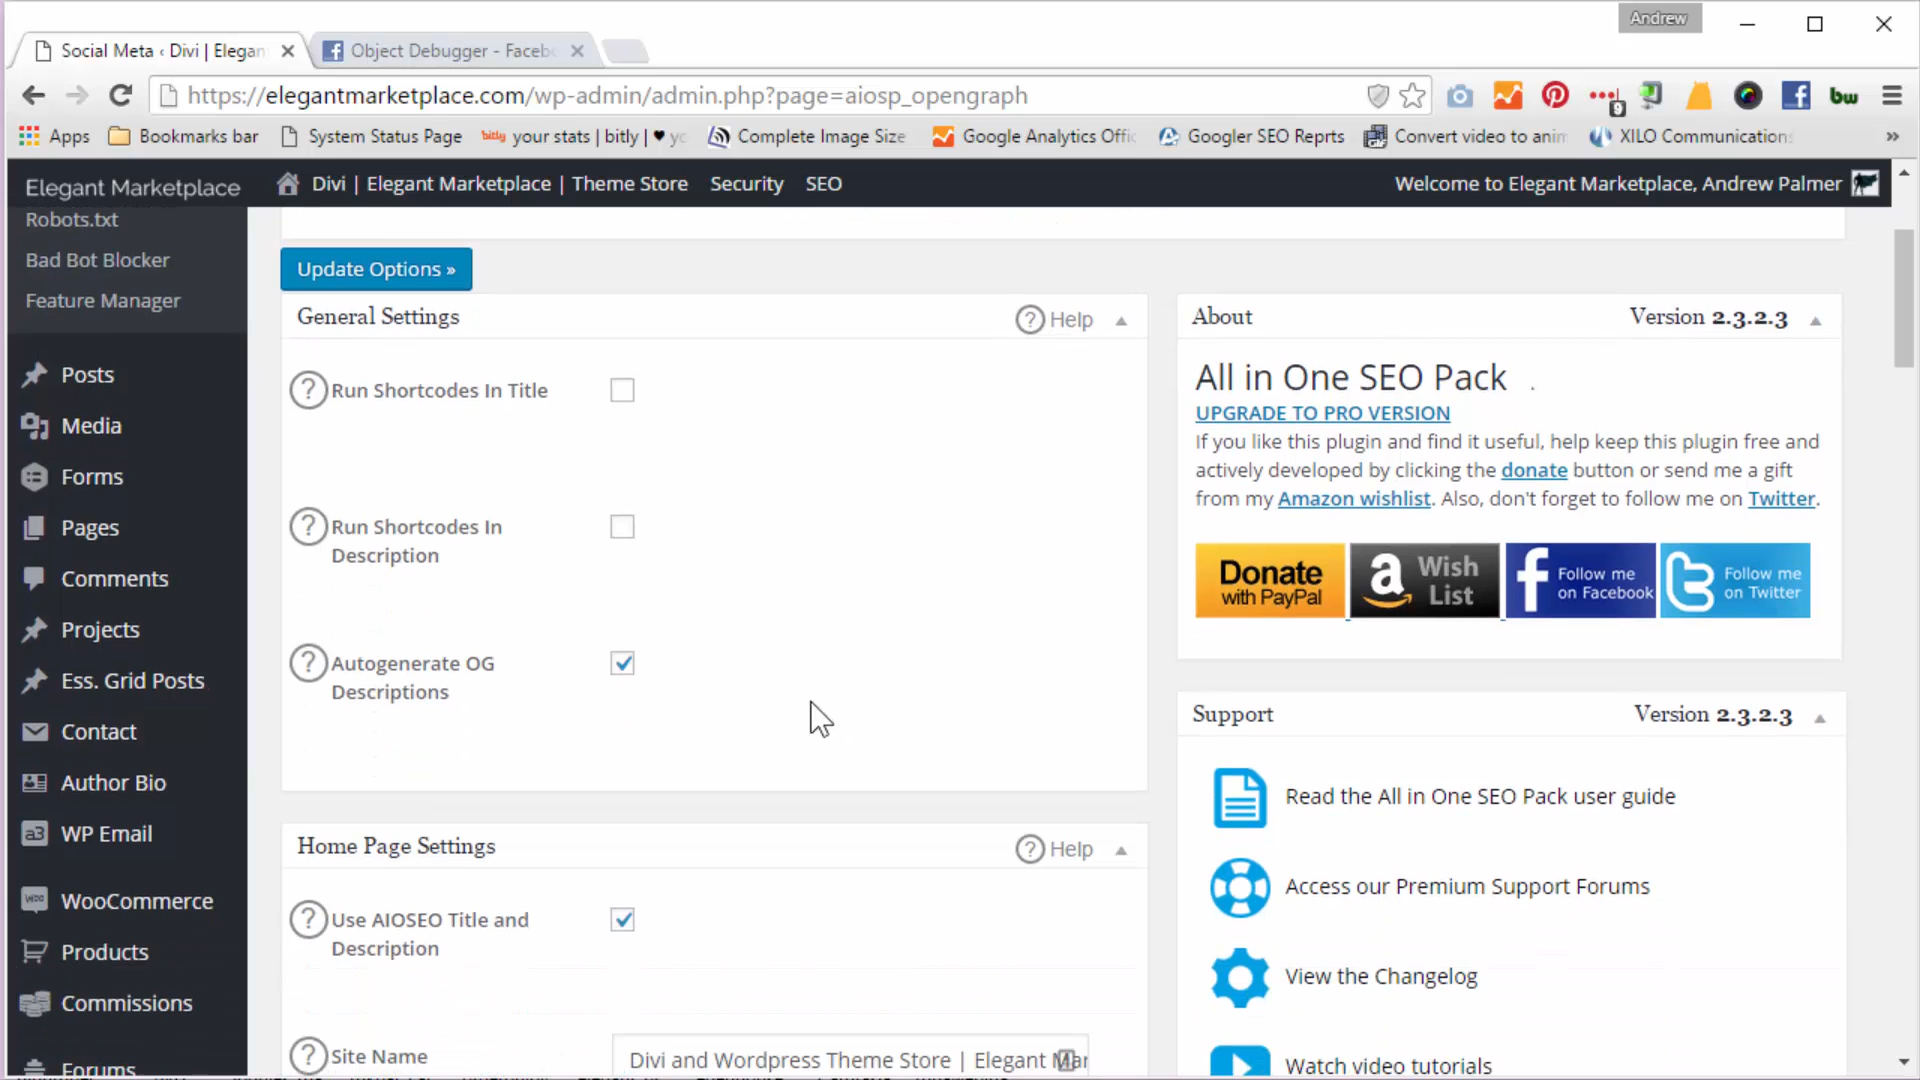 Andrew
Social Meta ‹ Divi | Elegan
Object Debugger - Facebo
https://elegantmarketplace.com/wp-admin/admin.php?page=aiosp_opengraph
bw
Apps
Bookmarks bar
System Status Page
bitly your stats | bitly | ♥ yo
Complete Image Size
Google Analytics Offic
Googler SEO Reprts
Convert video to anim
XILO Communications
»
Elegant Marketplace
Divi | Elegant Marketplace | Theme Store
Security
SEO
Welcome to Elegant Marketplace, Andrew Palmer
Robots.txt
Bad Bot Blocker
Feature Manager
Posts
Media
Forms
Pages
Comments
Projects
Ess. Grid Posts
Contact
Author Bio
a3 WP Email
WooCommerce
Products
Commissions
Forums
Update Options »
General Settings
? Help
? Run Shortcodes In Title
? Run Shortcodes In
Description
? Autogenerate OG
Descriptions
Home Page Settings
? Help
? Use AIOSEO Title and
Description
? Site Name
Divi and Wordpress Theme Store | Elegant Mar
About
Version 2.3.2.3
All in One SEO Pack .
UPGRADE TO PRO VERSION
If you like this plugin and find it useful, help keep this plugin free and
actively developed by clicking the donate button or send me a gift
from my Amazon wishlist. Also, don't forget to follow me on Twitter.
Donate
with PayPal
a Wish
List
f Follow me
on Facebook
Follow me
on Twitter
Support
Version 2.3.2.3
Read the All in One SEO Pack user guide
Access our Premium Support Forums
View the Changelog
Watch video tutorials